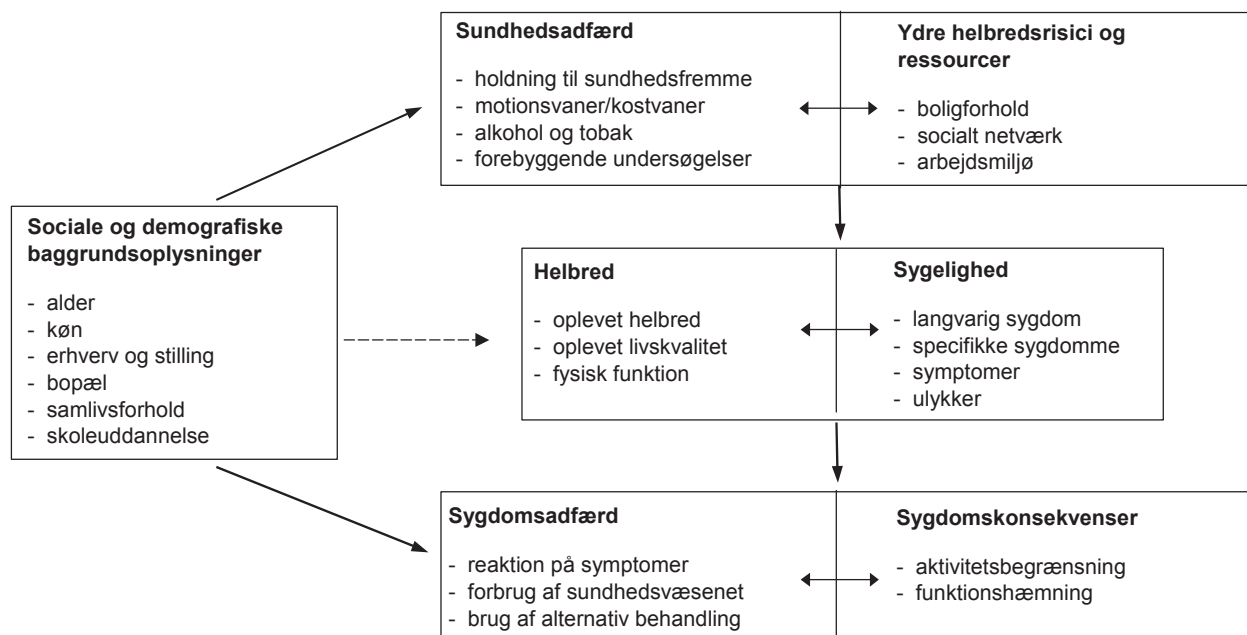 Sundhedsadfærd
- holdning til sundhedsfremme
- motionsvaner/kostvaner
- alkohol og tobak
- forebyggende undersøgelser
Ydre helbredsrisici og
ressourcer
- boligforhold
- socialt netværk
- arbejdsmiljø
Sociale og demografiske
baggrundsoplysninger
- alder
- køn
- erhverv og stilling
- bopæl
- samlivsforhold
- skoleuddannelse
Helbred
- oplevet helbred
- oplevet livskvalitet
- fysisk funktion
Sygelighed
- langvarig sygdom
- specifikke sygdomme
- symptomer
- ulykker
Sygdomsadfærd
- reaktion på symptomer
- forbrug af sundhedsvæsenet
- brug af alternativ behandling
Sygdomskonsekvenser
- aktivitetsbegrænsning
- funktionshæmning